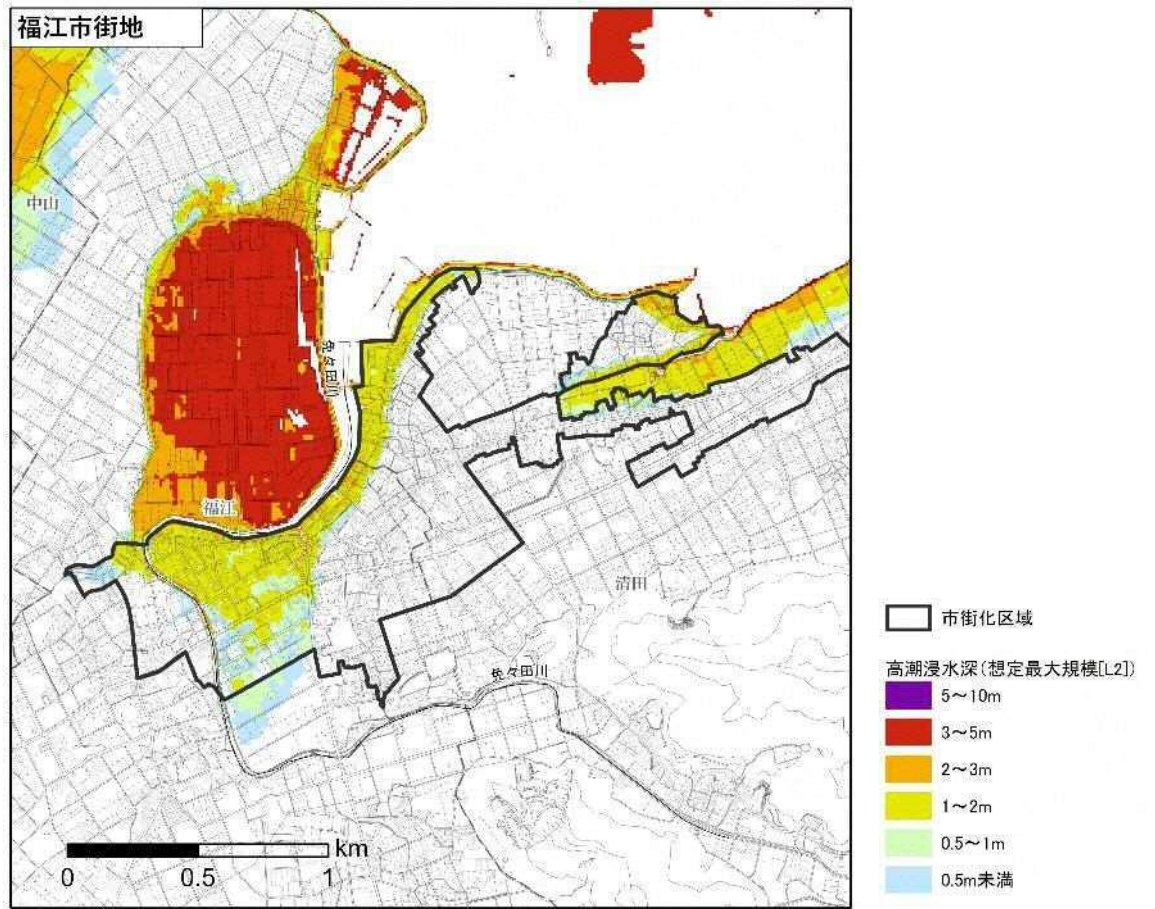 福江市街地
中山
免々田川
福江
清田
免々田川
km
0 0.5 1
市街化区域
高潮浸水深(想定最大規模[L2])
5～10m
3～5m
2～3m
1～2m
0.5～1m
0.5m未満